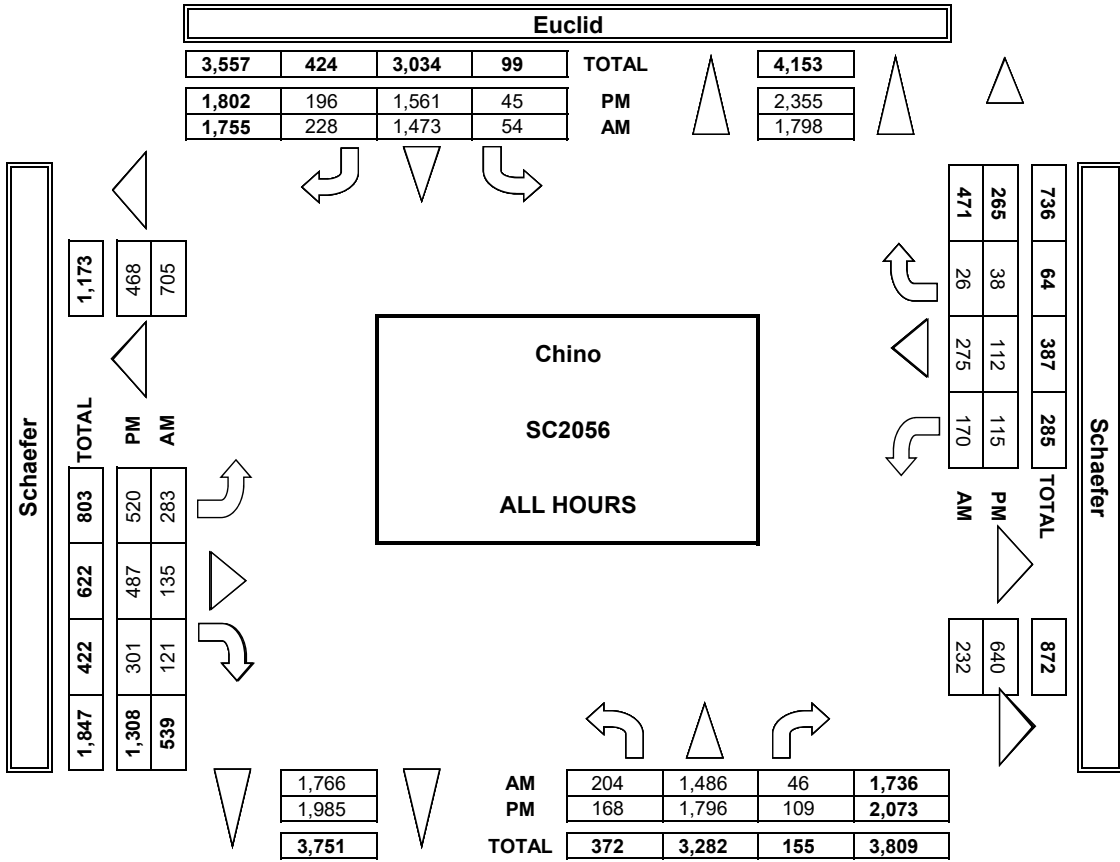 Euclid
3,557 424 3,034 99 TOTAL 4,153
1,802 196 1,561 45 PM 2,355
1,755 228 1,473 54 AM 1,798
Schaefer
1,173 468 705
TOTAL PM AM
803 520 283
622 487 135
422 301 121
1,847 1,308 539
Chino
SC2056
ALL HOURS
471 265 736
26 38 64
275 112 387
170 115 285
AM PM TOTAL
232 640 872
Schaefer
1,766 AM 204 1,486 46 1,736
1,985 PM 168 1,796 109 2,073
3,751 TOTAL 372 3,282 155 3,809